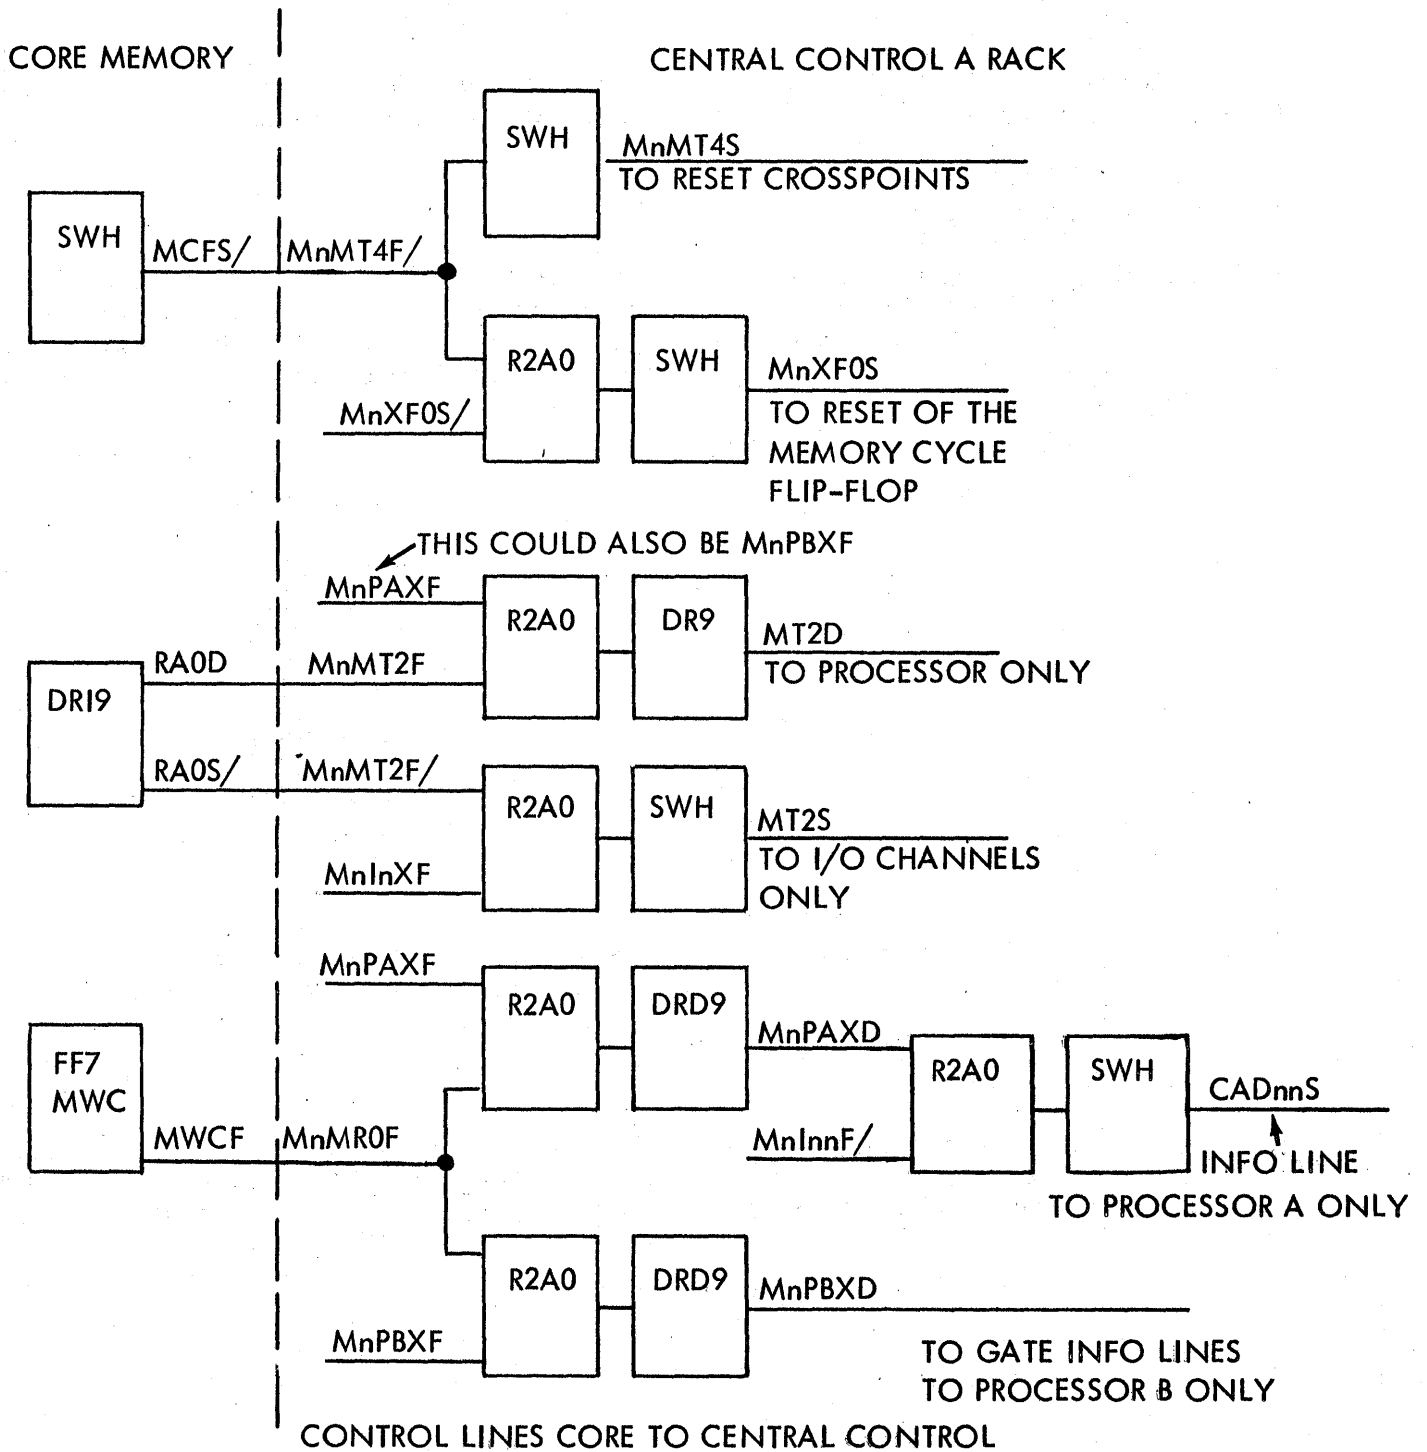 CORE MEMORY
CENTRAL CONTROL A RACK
SWH
MnMT4S
TO RESET CROSSPOINTS
SWH
MCFS/
MnMT4F/
R2A0
SWH
MnXF0S
MnXF0S/
TO RESET OF THE
MEMORY CYCLE
FLIP-FLOP
THIS COULD ALSO BE MnPBXF
MnPAXF
R2A0
DR9
MT2D
TO PROCESSOR ONLY
RA0D
MnMT2F
DRI9
RA0S/
MnMT2F/
R2A0
SWH
MT2S
TO I/O CHANNELS
ONLY
MnInXF
MnPAXF
R2A0
DRD9
MnPAXD
R2A0
SWH
CADnnS
FF7
MWC
MWCF
MnMR0F
MnInnF/
INFO LINE
TO PROCESSOR A ONLY
R2A0
DRD9
MnPBXD
MnPBXF
TO GATE INFO LINES
TO PROCESSOR B ONLY
CONTROL LINES CORE TO CENTRAL CONTROL